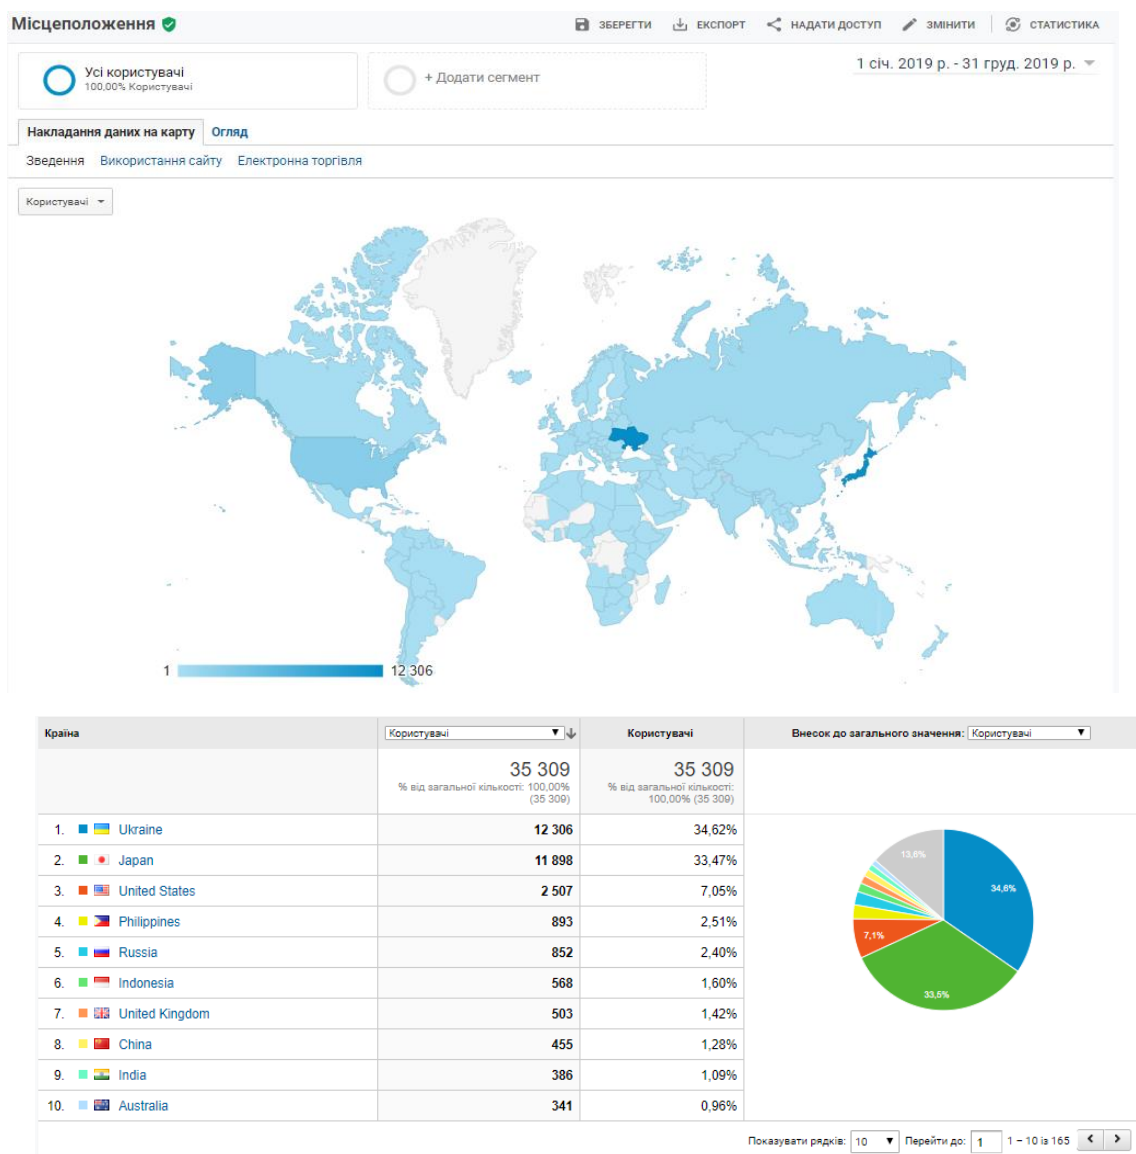 Місцеположення
ЗБЕРЕГТИ ЕКСПОРТ НАДАТИ ДОСТУП ЗМІНИТИ СТАТИСТИКА
Усі користувачі
100,00% Користувачі
+ Додати сегмент
1 січ. 2019 р. - 31 груд. 2019 р.
Накладання даних на карту Огляд
Зведення Використання сайту Електронна торгівля
Користувачі
1 12 306
Країна Користувачі Користувачі Внесок до загального значення: Користувачі
35 309 35 309
% від загальної кількості: 100,00% (35 309) % від загальної кількості: 100,00% (35 309)
1. Ukraine 12 306 34,62%
2. Japan 11 898 33,47%
3. United States 2 507 7,05%
4. Philippines 893 2,51%
5. Russia 852 2,40%
6. Indonesia 568 1,60%
7. United Kingdom 503 1,42%
8. China 455 1,28%
9. India 386 1,09%
10. Australia 341 0,96%
13,6%
34,6%
7,1%
33,5%
Показувати рядків: 10 Перейти до: 1 1 – 10 із 165